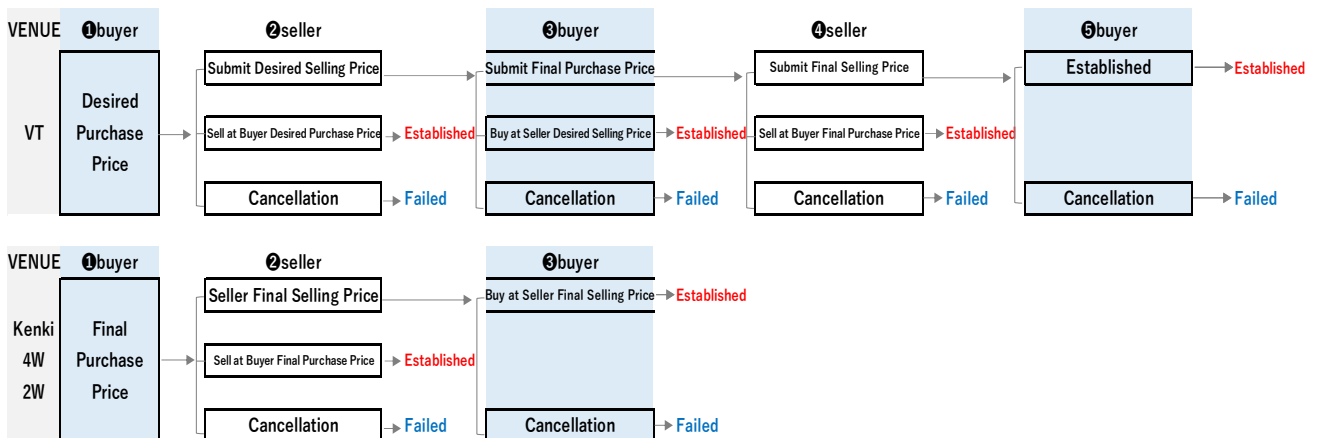 VENUE ❶buyer ❷seller ❸buyer ❹seller ❺buyer
Submit Desired Selling Price Submit Final Purchase Price Submit Final Selling Price Established Established
Desired
VT Purchase Sell at Buyer Desired Purchase Price Established Buy at Seller Desired Selling Price Established Sell at Buyer Final Purchase Price Established
Price
Cancellation Failed Cancellation Failed Cancellation Failed Cancellation Failed
VENUE ❶buyer ❷seller ❸buyer
Seller Final Selling Price Buy at Seller Final Selling Price Established
Kenki Final
4W Purchase Sell at Buyer Final Purchase Price Established
2W Price
Cancellation Failed Cancellation Failed